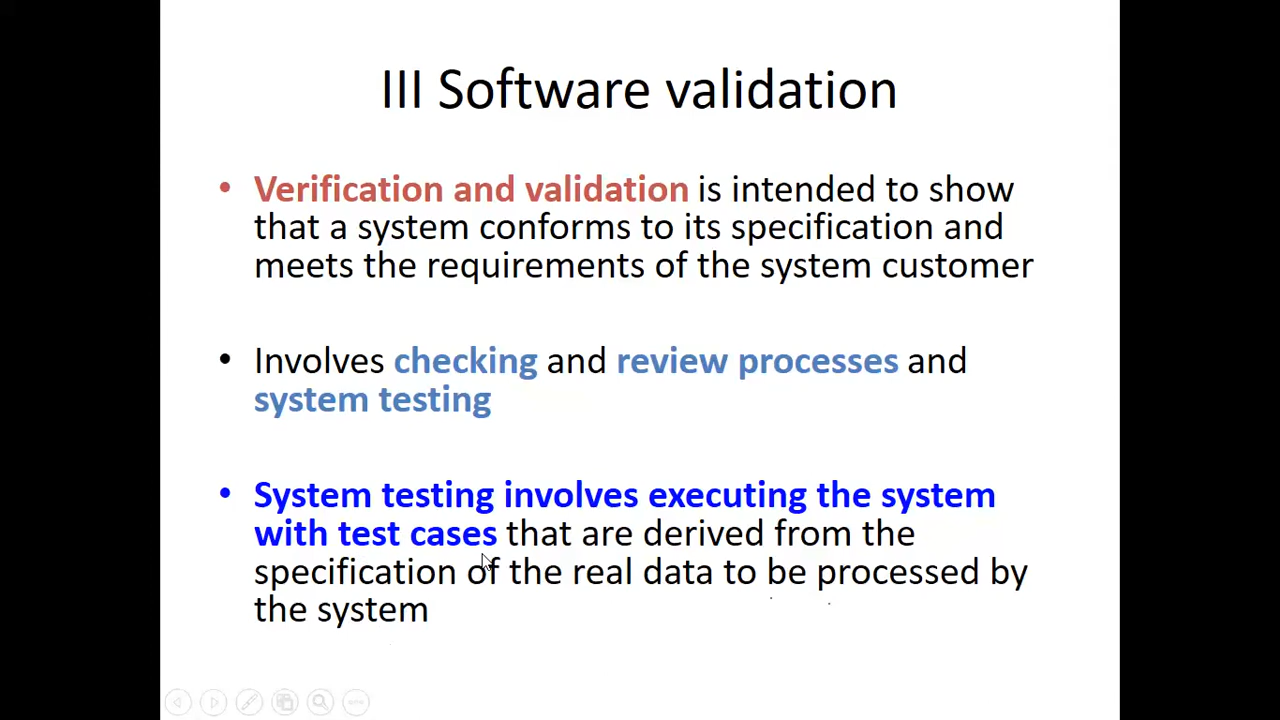 III Software validation
• Verification and validation is intended to show
that a system conforms to its specification and
meets the requirements of the system customer
• Involves checking and review processes and
system testing
• System testing involves executing the system
with test cases that are derived from the
specification of the real data to be processed by
the system